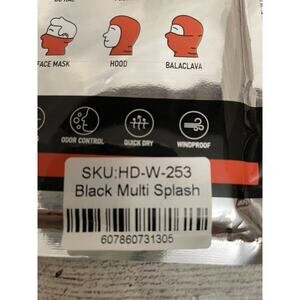 FACE MASK
HOOD
BALACLAVA
ODOR CONTROL
QUICK DRY
WINDPROOF
SKU:HD-W-253
Black Multi Splash
607860731305